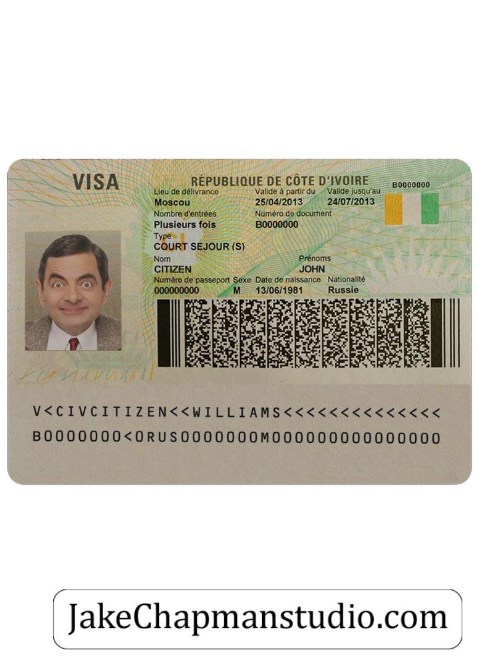 VISA
RÉPUBLIQUE DE CÔTE D'IVOIRE
B0000000
Lieu de délivrance Valide à partir du Valide jusqu'au
Moscou 25/04/2013 24/07/2013
Nombre d'entrées Numéro de document
Plusieurs fois B0000000
Type
COURT SEJOUR (S)
Nom Prénoms
CITIZEN JOHN
Numéro de passeport Sexe Date de naissance Nationalité
000000000 M 13/06/1981 Russie
V<CIVCITIZEN<<WILLIAMS<<<<<<<<<<<<<<<
B0000000<ORUS0000000M0000000000000000
JakeChapmanstudio.com